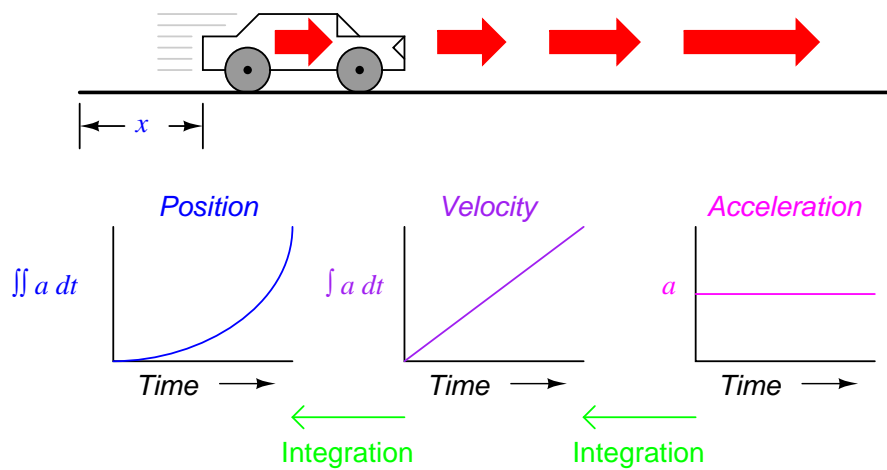 x
Position Velocity Acceleration
∫∫ a dt ∫ a dt a
Time Time Time
Integration Integration